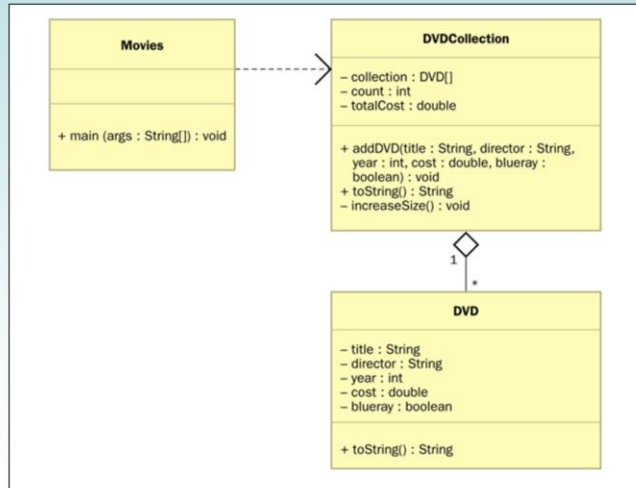 Movies
+ main (args : String[]) : void
DVDCollection
– collection : DVD[]
– count : int
– totalCost : double
+ addDVD(title : String, director : String,
year : int, cost : double, blueray :
boolean) : void
+ toString() : String
– increaseSize() : void
1
*
DVD
– title : String
– director : String
– year : int
– cost : double
– blueray : boolean
+ toString() : String